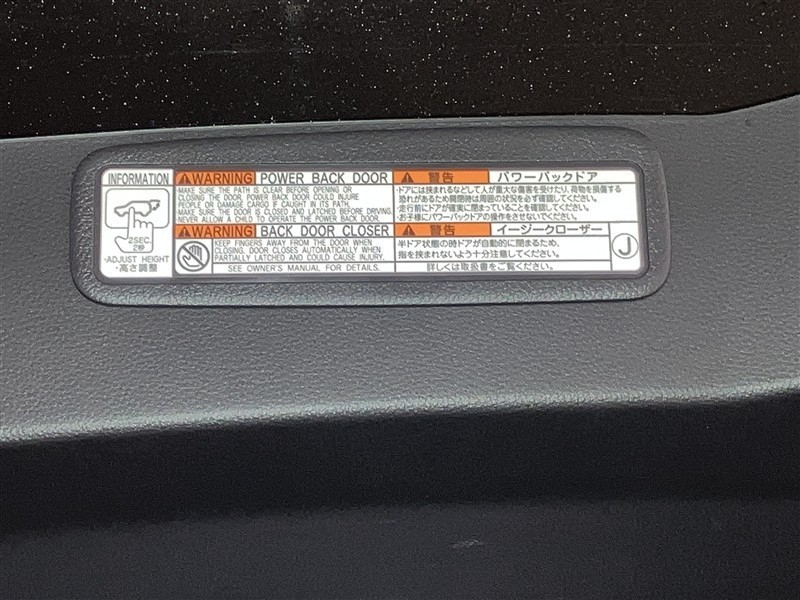 INFORMATION
2SEC.
2秒
·ADJUST HEIGHT
·高さ調整
⚠WARNING POWER BACK DOOR
·MAKE SURE THE PATH IS CLEAR BEFORE OPENING OR
CLOSING THE DOOR. POWER BACK DOOR COULD INJURE
PEOPLE OR DAMAGE CARGO IF CAUGHT IN ITS PATH.
·MAKE SURE THE DOOR IS CLOSED AND LATCHED BEFORE DRIVING.
·NEVER ALLOW A CHILD TO OPERATE THE POWER BACK DOOR.
⚠WARNING BACK DOOR CLOSER
KEEP FINGERS AWAY FROM THE DOOR WHEN
CLOSING. DOOR CLOSES AUTOMATICALLY WHEN
PARTIALLY LATCHED AND COULD CAUSE INJURY.
SEE OWNER'S MANUAL FOR DETAILS.
⚠ 警告 パワーバックドア
·ドアには挟まれるなどして人が重大な傷害を受けたり、荷物を損傷する
恐れがあるため開閉時は周囲の状況を必ず確認してください。
·走行前にドアが確実に閉まっていることを確認してください。
·お子様にパワーバックドアの操作をさせないでください。
⚠ 警告 イージークローザー
半ドア状態の時ドアが自動的に閉まるため、
指を挟まれないよう十分注意してください。
詳しくは取扱書をご覧ください。
J